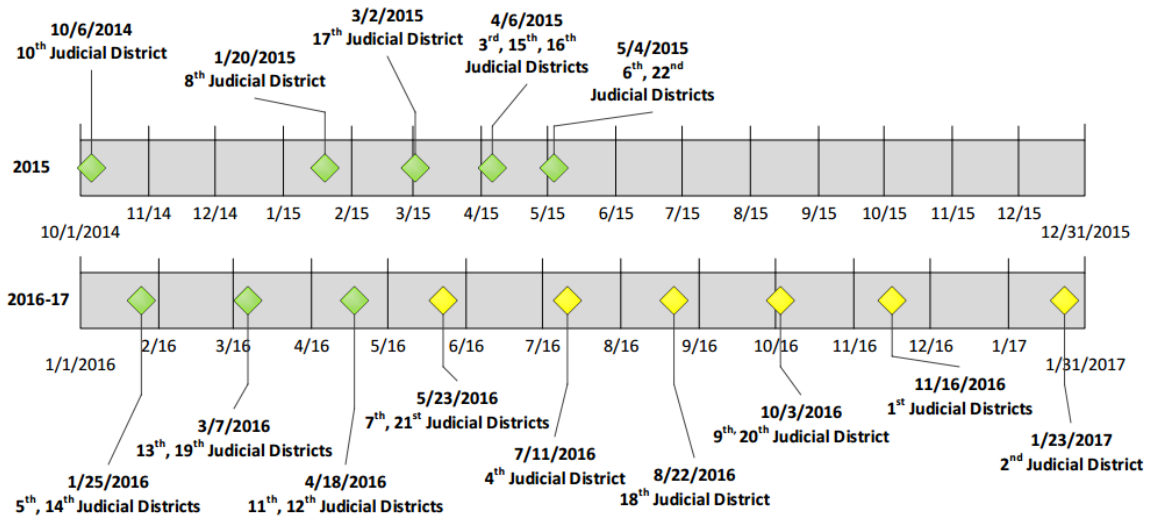 10/6/2014
10th Judicial District
1/20/2015
8th Judicial District
3/2/2015
17th Judicial District
4/6/2015
3rd, 15th, 16th
Judicial Districts
5/4/2015
6th, 22nd
Judicial Districts
2015
11/14 12/14 1/15 2/15 3/15 4/15 5/15 6/15 7/15 8/15 9/15 10/15 11/15 12/15
10/1/2014 12/31/2015
2016-17
2/16 3/16 4/16 5/16 6/16 7/16 8/16 9/16 10/16 11/16 12/16 1/17
1/1/2016 1/31/2017
1/25/2016
5th, 14th Judicial Districts
3/7/2016
13th, 19th Judicial Districts
4/18/2016
11th, 12th Judicial Districts
5/23/2016
7th, 21st Judicial Districts
7/11/2016
4th Judicial District
8/22/2016
18th Judicial District
10/3/2016
9th, 20th Judicial District
11/16/2016
1st Judicial Districts
1/23/2017
2nd Judicial District